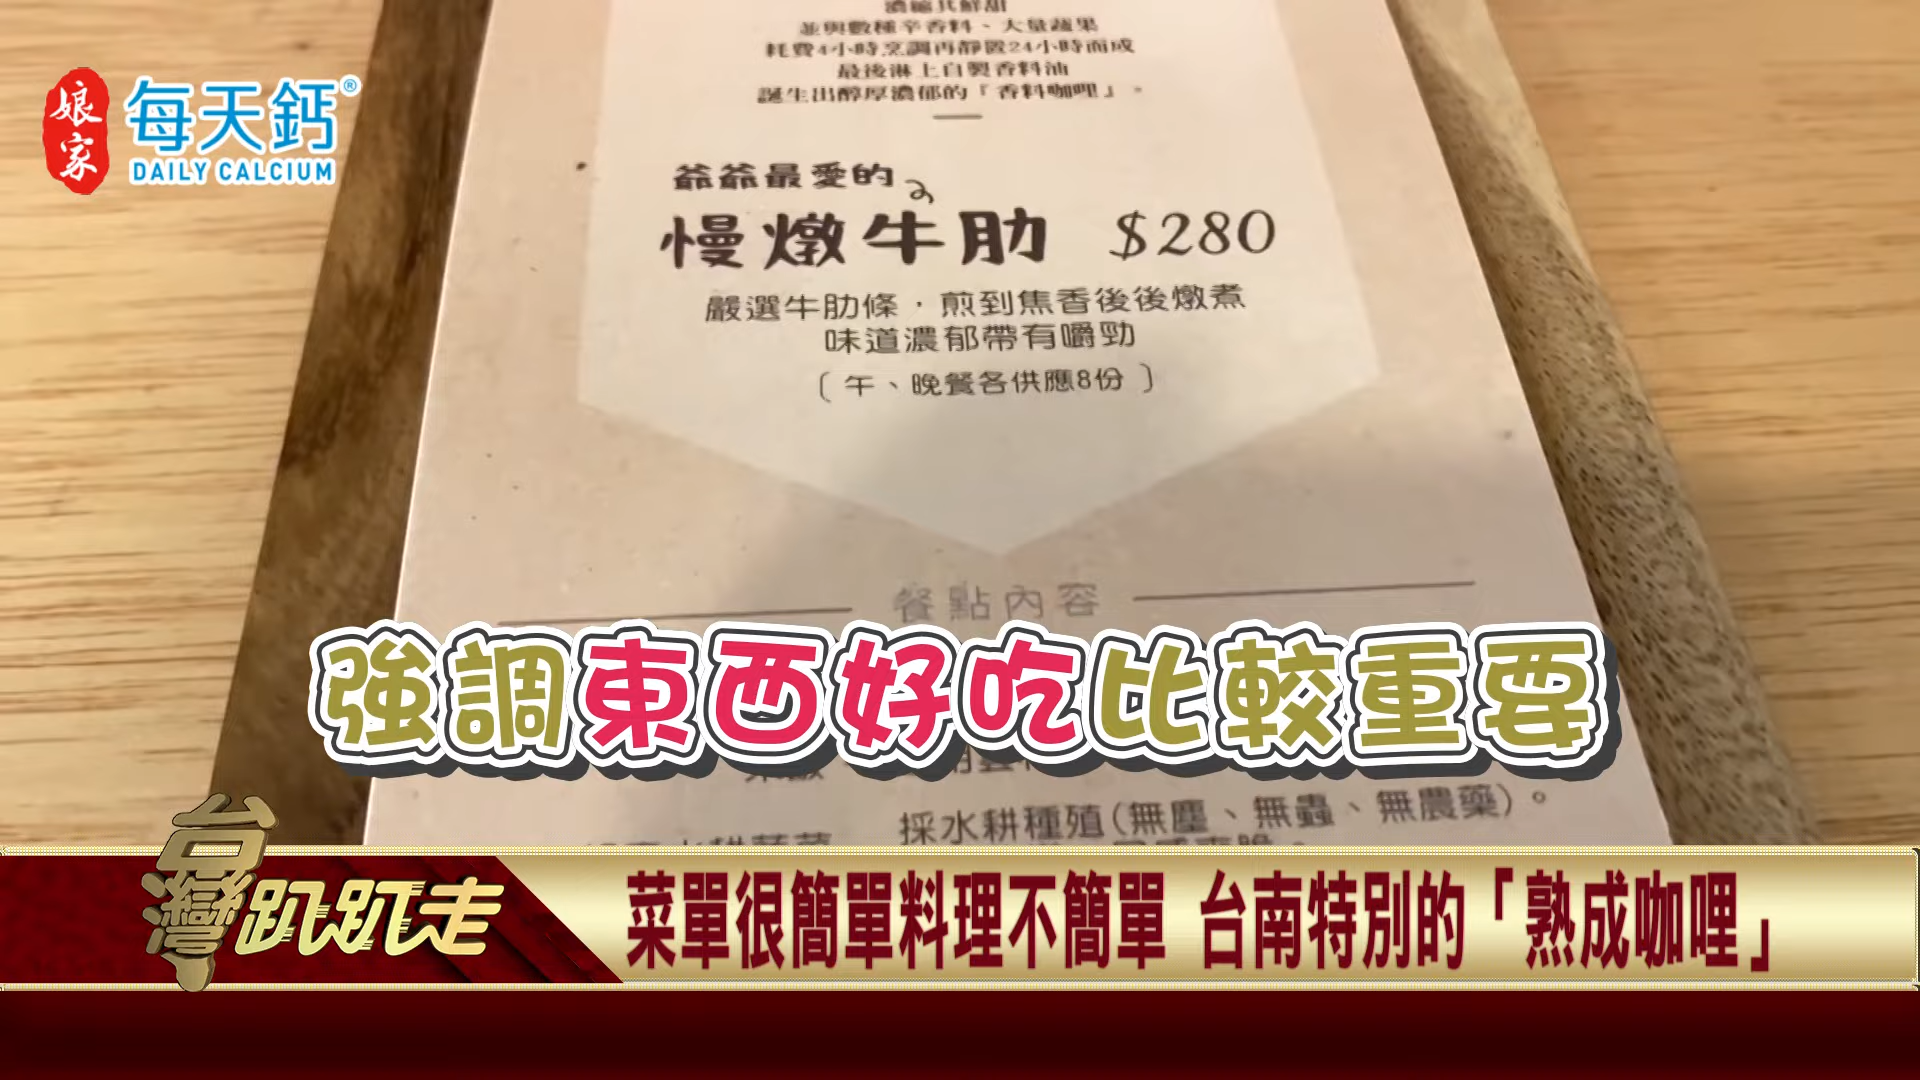 濃縮其鮮甜
並與數種辛香料、大量蔬果
耗費4小時烹調再靜置24小時而成
最後淋上自製香料油
誕生出醇厚濃郁的『香料咖哩』。
娘家
每天鈣®
DAILY CALCIUM
爺爺最愛的
慢燉牛肋 $280
嚴選牛肋條，煎到焦香後後燉煮
味道濃郁帶有嚼勁
〔午、晚餐各供應8份〕
餐點內容
強調東西好吃比較重要
採水耕種殖(無塵、無蟲、無農藥)。
台灣趴趴走
菜單很簡單料理不簡單 台南特別的「熟成咖哩」